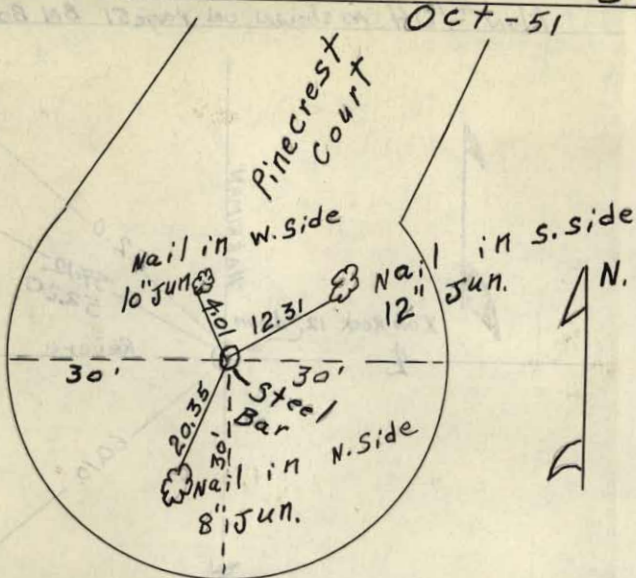 Oct-51
Pinecrest
Court
Nail in W. Side
10" Jun.
Nail in S. Side
12" Jun.
N.
4.01
12.31
30'
30'
Steel
Bar
20.35
30'
Nail in N. Side
8" Jun.